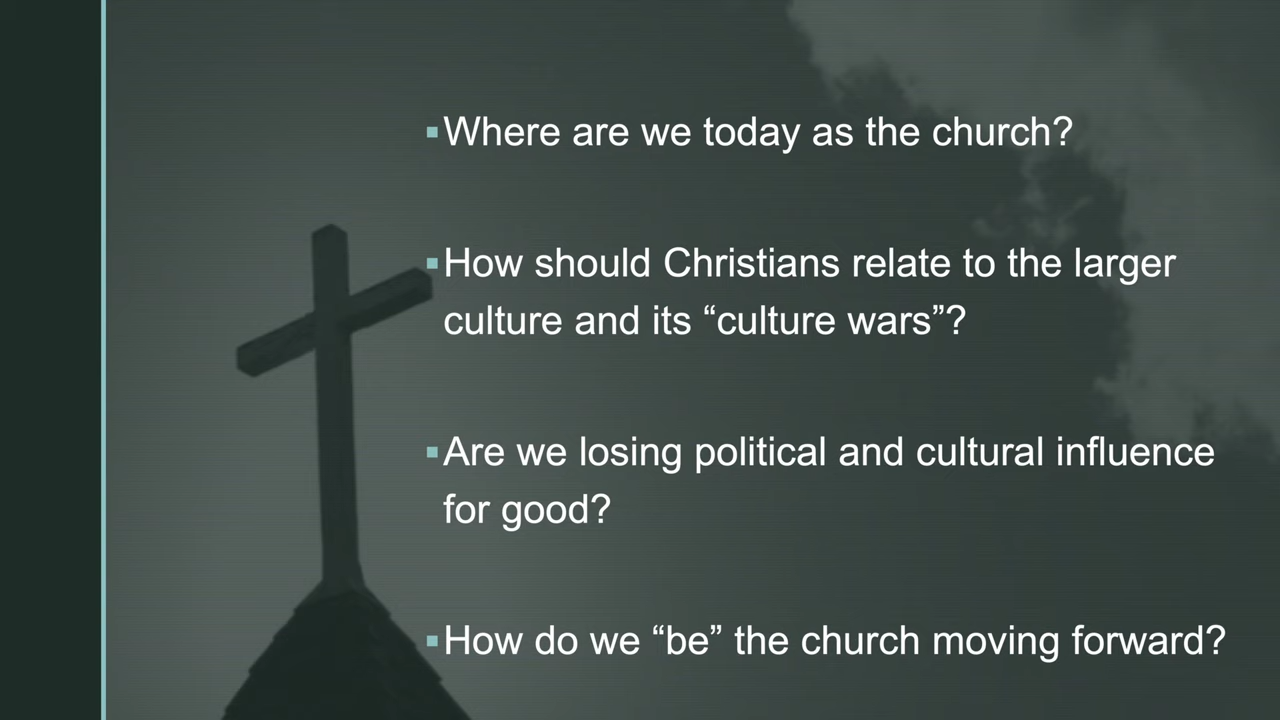 ▪Where are we today as the church?
▪How should Christians relate to the larger
culture and its “culture wars”?
▪Are we losing political and cultural influence
for good?
▪How do we “be” the church moving forward?